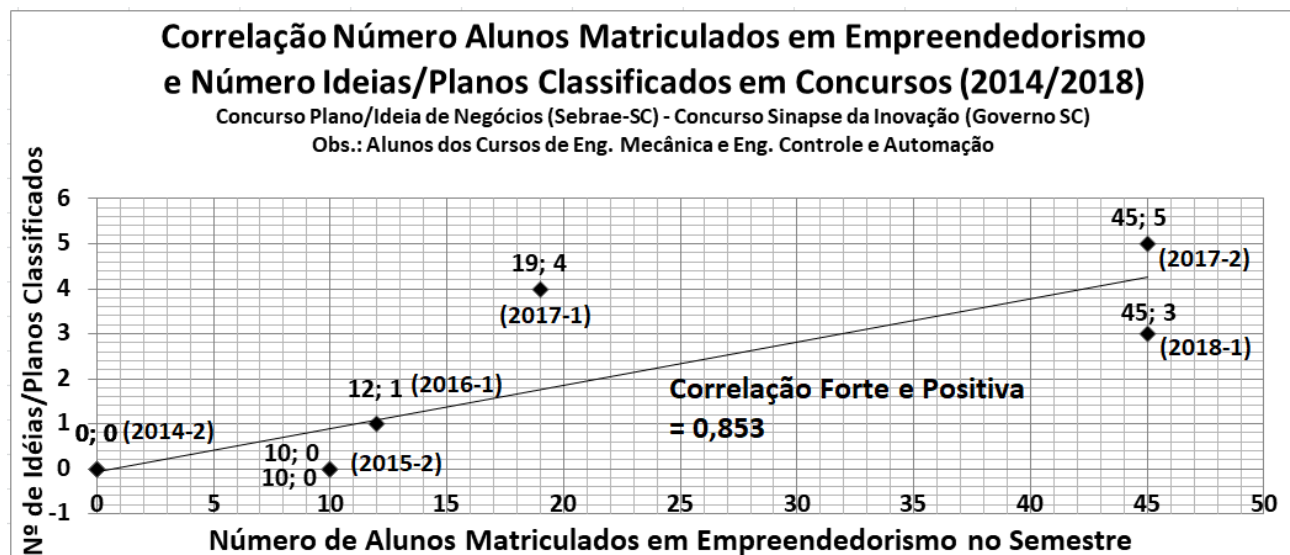 Correlação Número Alunos Matriculados em Empreendedorismo
e Número Ideias/Planos Classificados em Concursos (2014/2018)
Concurso Plano/Ideia de Negócios (Sebrae-SC) - Concurso Sinapse da Inovação (Governo SC)
Obs.: Alunos dos Cursos de Eng. Mecânica e Eng. Controle e Automação
Nº de Idéias/Planos Classificados
6
5
4
3
2
1
0
-1
45; 5
(2017-2)
19; 4
(2017-1)
45; 3
(2018-1)
12; 1 (2016-1)
Correlação Forte e Positiva
= 0,853
0; 0 (2014-2)
10; 0
10; 0
(2015-2)
0 5 10 15 20 25 30 35 40 45 50
Número de Alunos Matriculados em Empreendedorismo no Semestre